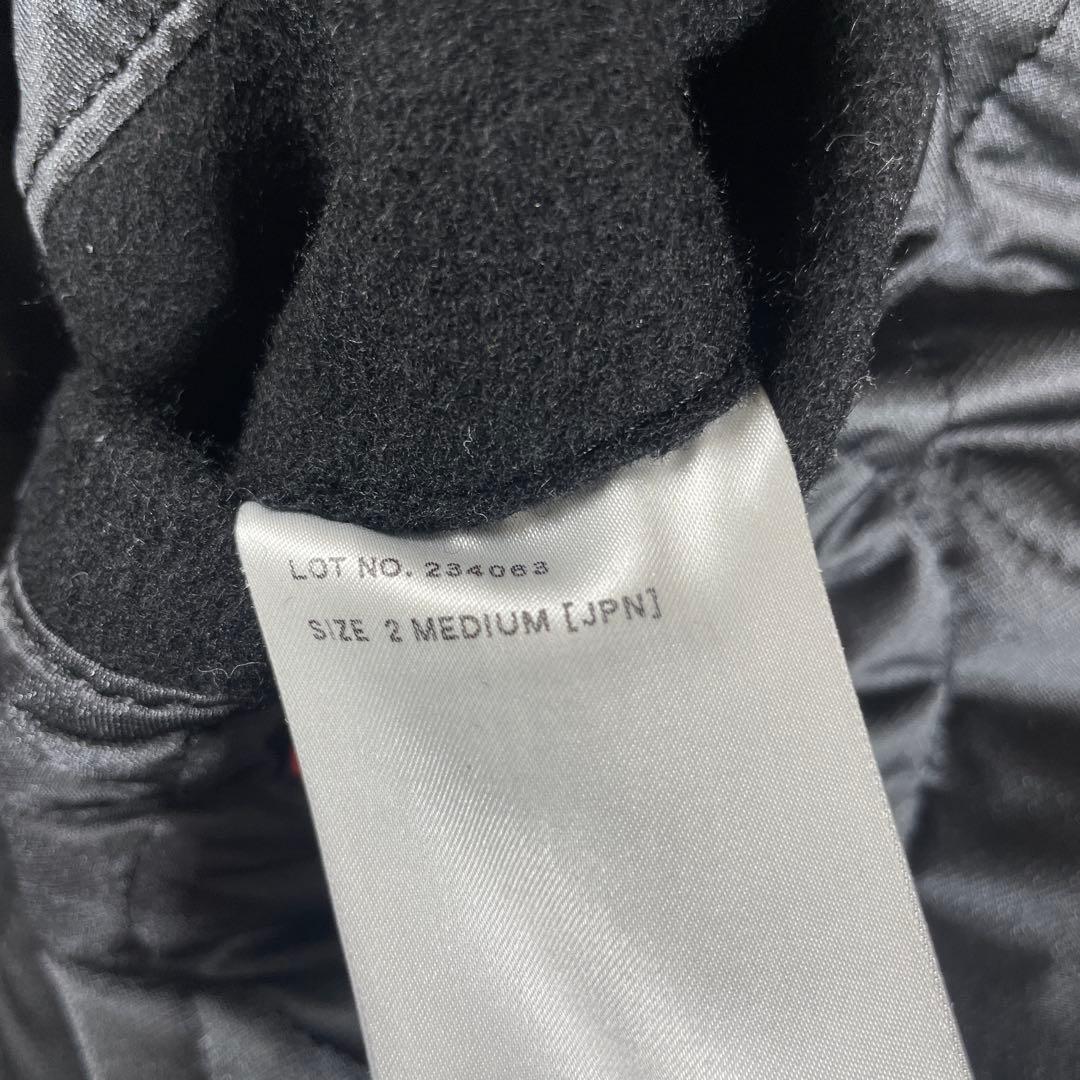 LOT NO. 234063
SIZE 2 MEDIUM [JPN]